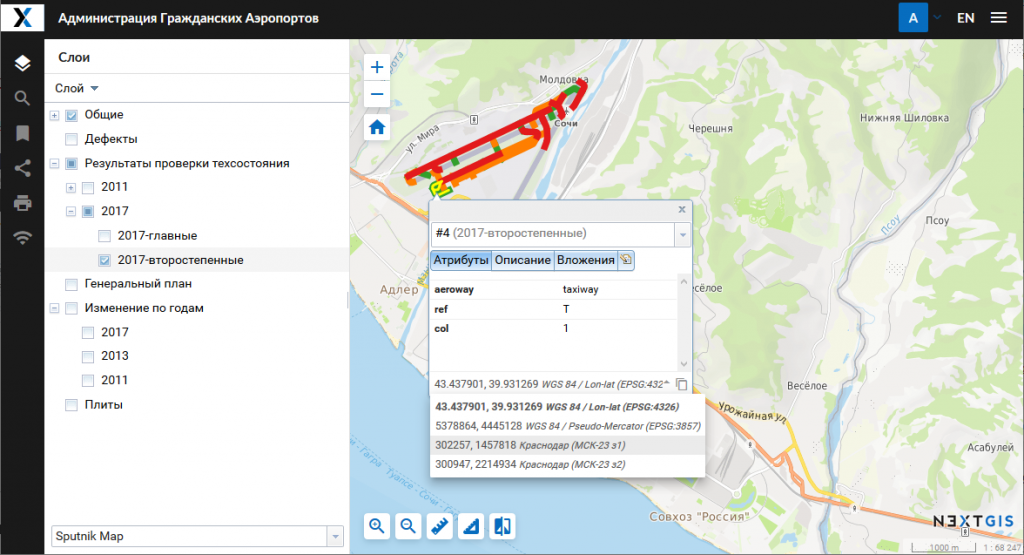 Администрация Гражданских Аэропортов
A
EN
Слои
Слой
Общие
Дефекты
Результаты проверки техсостояния
2011
2017
2017-главные
2017-второстепенные
Генеральный план
Изменение по годам
2017
2013
2011
Плиты
Sputnik Map
Молдовка
Сочи
ул. Мира
Черешня
Нижняя Шиловка
Псоу
Псоу
Адлер
селое
Весёлое
Урожайная ул.
Асабулей
Совхоз "Россия"
#4 (2017-второстепенные)
Атрибуты
Описание
Вложения
aeroway taxiway
ref T
col 1
43.437901, 39.931269 WGS 84 / Lon-lat (EPSG:432
43.437901, 39.931269 WGS 84 / Lon-lat (EPSG:4326)
5378864, 4445128 WGS 84 / Pseudo-Mercator (EPSG:3857)
302257, 1457818 Краснодар (МСК-23 з1)
300947, 2214934 Краснодар (МСК-23 з2)
NEXTGIS
1000 m
1 : 68 247